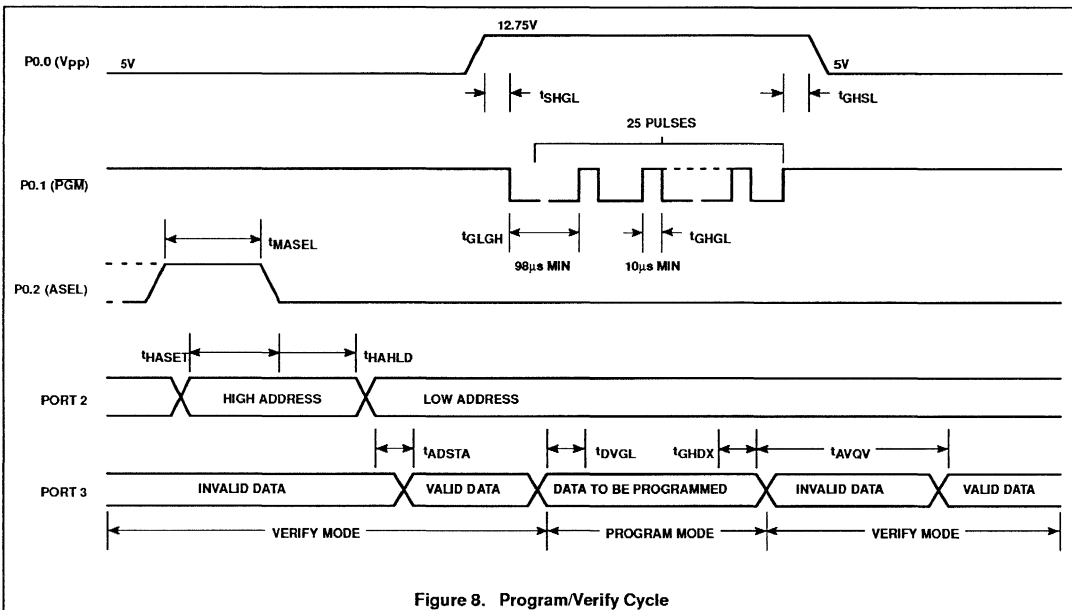 12.75V
P0.0 (VPP)
5V
5V
tSHGL
tGHSL
25 PULSES
P0.1 (PGM)
tMASEL
tGLGH
tGHGL
98µs MIN
10µs MIN
P0.2 (ASEL)
tHASET
tHAHLD
PORT 2
HIGH ADDRESS
LOW ADDRESS
tADSTA
tDVGL
tGHDX
tAVQV
PORT 3
INVALID DATA
VALID DATA
DATA TO BE PROGRAMMED
INVALID DATA
VALID DATA
VERIFY MODE
PROGRAM MODE
VERIFY MODE
Figure 8. Program/Verify Cycle